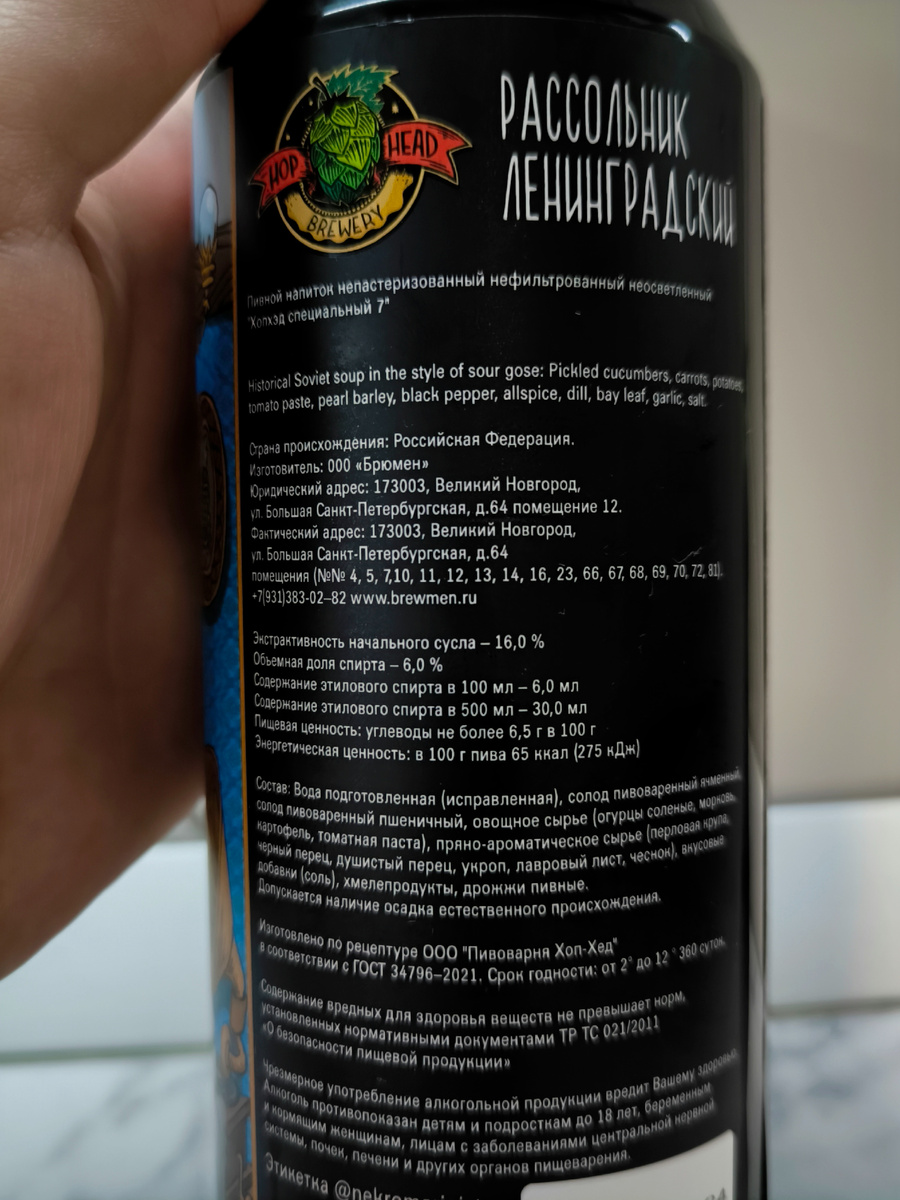 HOP HEAD
BREWERY
РАССОЛЬНИК
ЛЕНИНГРАДСКИЙ
Пивной напиток непастеризованный нефильтрованный неосветленный
"Хопхэд специальный 7"
Historical Soviet soup in the style of sour gose: Pickled cucumbers, carrots, potatoes,
tomato paste, pearl barley, black pepper, allspice, dill, bay leaf, garlic, salt.
Страна происхождения: Российская Федерация.
Изготовитель: ООО «Брюмен»
Юридический адрес: 173003, Великий Новгород,
ул. Большая Санкт-Петербургская, д.64 помещение 12.
Фактический адрес: 173003, Великий Новгород,
ул. Большая Санкт-Петербургская, д.64
помещения (№№ 4, 5, 7,10, 11, 12, 13, 14, 16, 23, 66, 67, 68, 69, 70, 72, 81).
+7(931)383-02–82 www.brewmen.ru
Экстрактивность начального сусла – 16,0 %
Объемная доля спирта – 6,0 %
Содержание этилового спирта в 100 мл – 6,0 мл
Содержание этилового спирта в 500 мл – 30,0 мл
Пищевая ценность: углеводы не более 6,5 г в 100 г
Энергетическая ценность: в 100 г пива 65 ккал (275 кДж)
Состав: Вода подготовленная (исправленная), солод пивоваренный ячменный,
солод пивоваренный пшеничный, овощное сырье (огурцы соленые, морковь,
картофель, томатная паста), пряно-ароматическое сырье (перловая крупа,
черный перец, душистый перец, укроп, лавровый лист, чеснок), вкусовые
добавки (соль), хмелепродукты, дрожжи пивные.
Допускается наличие осадка естественного происхождения.
Изготовлено по рецептуре ООО "Пивоварня Хоп-Хед"
в соответствии с ГОСТ 34796–2021. Срок годности: от 2° до 12 ° 360 суток.
Содержание вредных для здоровья веществ не превышает норм,
установленных нормативными документами ТР ТС 021/2011
«О безопасности пищевой продукции»
Чрезмерное употребление алкогольной продукции вредит Вашему здоровью.
Алкоголь противопоказан детям и подросткам до 18 лет, беременным
и кормящим женщинам, лицам с заболеваниями центральной нервной
системы, почек, печени и других органов пищеварения.
Этикетка